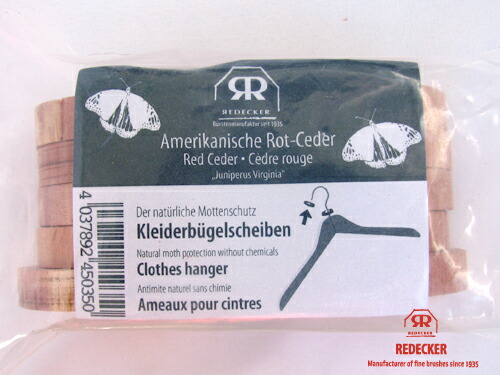 RR
REDECKER
Bürstenmanufaktur seit 1935
Amerikanische Rot-Ceder
Red Ceder • Cèdre rouge
„Juniperus Virginia"
Der natürliche Mottenschutz
Kleiderbügelscheiben
Natural moth protection without chemicals
Clothes hanger
Antimite naturel sans chimie
Ameaux pour cintres
4 037892 450350
RR
REDECKER
Manufacturer of fine brushes since 1935